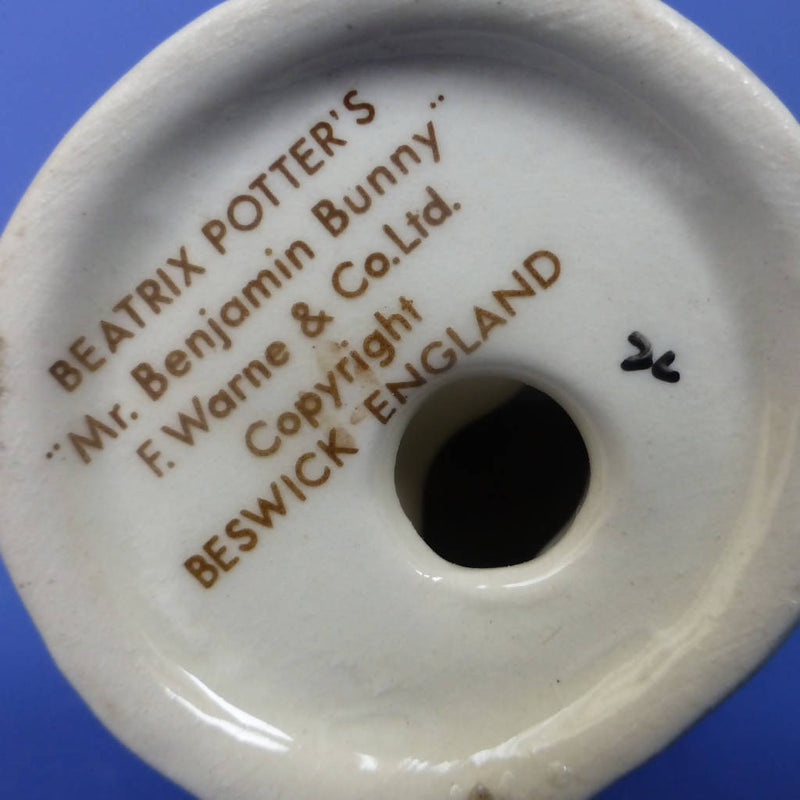 BEATRIX POTTER'S
"Mr. Benjamin Bunny"
F. Warne & Co.Ltd.
Copyright
BESWICK ENGLAND